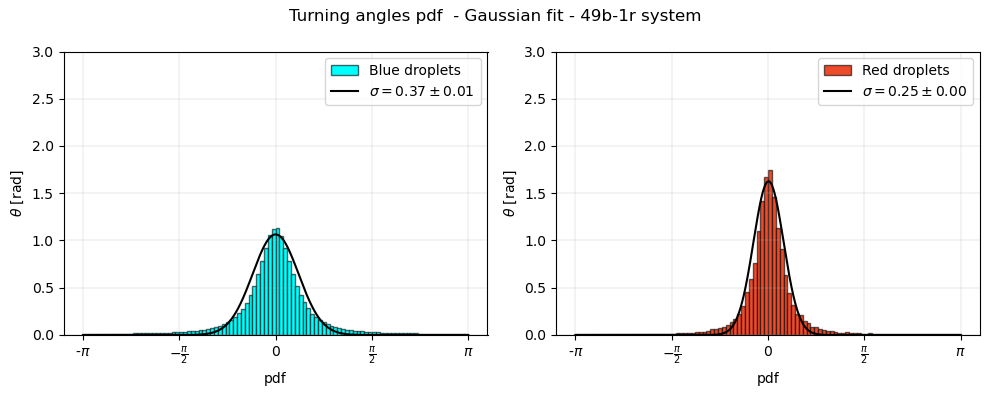 Turning angles pdf  - Gaussian fit - 49b-1r system
3.0
2.5
2.0
1.5
1.0
0.5
0.0
θ [rad]
Blue droplets
σ = 0.37 ± 0.01
-π
−π/2
0
π/2
π
pdf
3.0
2.5
2.0
1.5
1.0
0.5
0.0
θ [rad]
Red droplets
σ = 0.25 ± 0.00
-π
−π/2
0
π/2
π
pdf